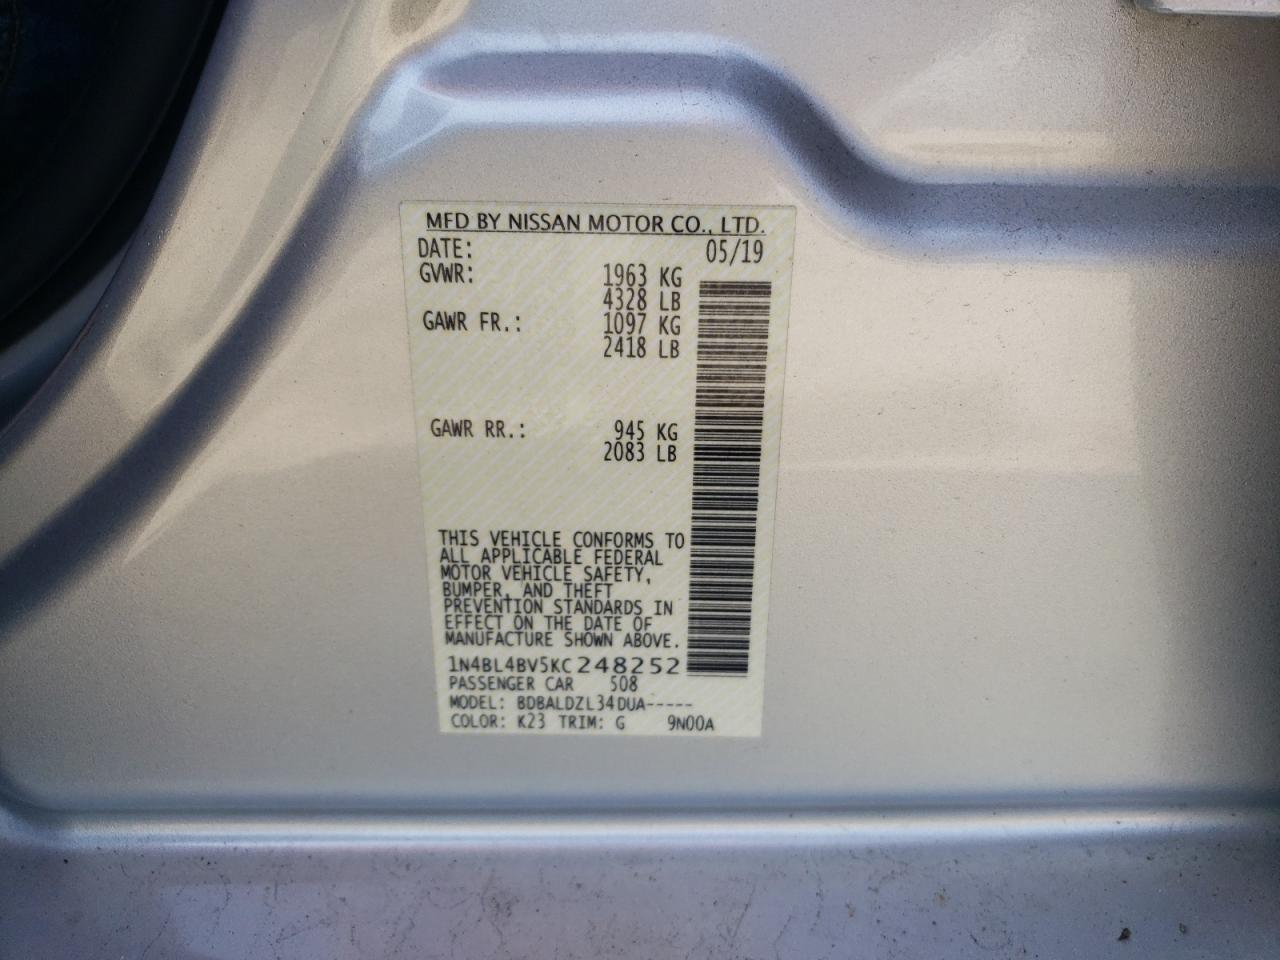 MFD BY NISSAN MOTOR CO., LTD.
DATE: 05/19
GVWR: 1963 KG
4328 LB
GAWR FR.: 1097 KG
2418 LB
GAWR RR.: 945 KG
2083 LB
THIS VEHICLE CONFORMS TO
ALL APPLICABLE FEDERAL
MOTOR VEHICLE SAFETY,
BUMPER, AND THEFT
PREVENTION STANDARDS IN
EFFECT ON THE DATE OF
MANUFACTURE SHOWN ABOVE.
1N4BL4BV5KC248252
PASSENGER CAR 508
MODEL: BDBALDZL34DUA-----
COLOR: K23 TRIM: G 9N00A